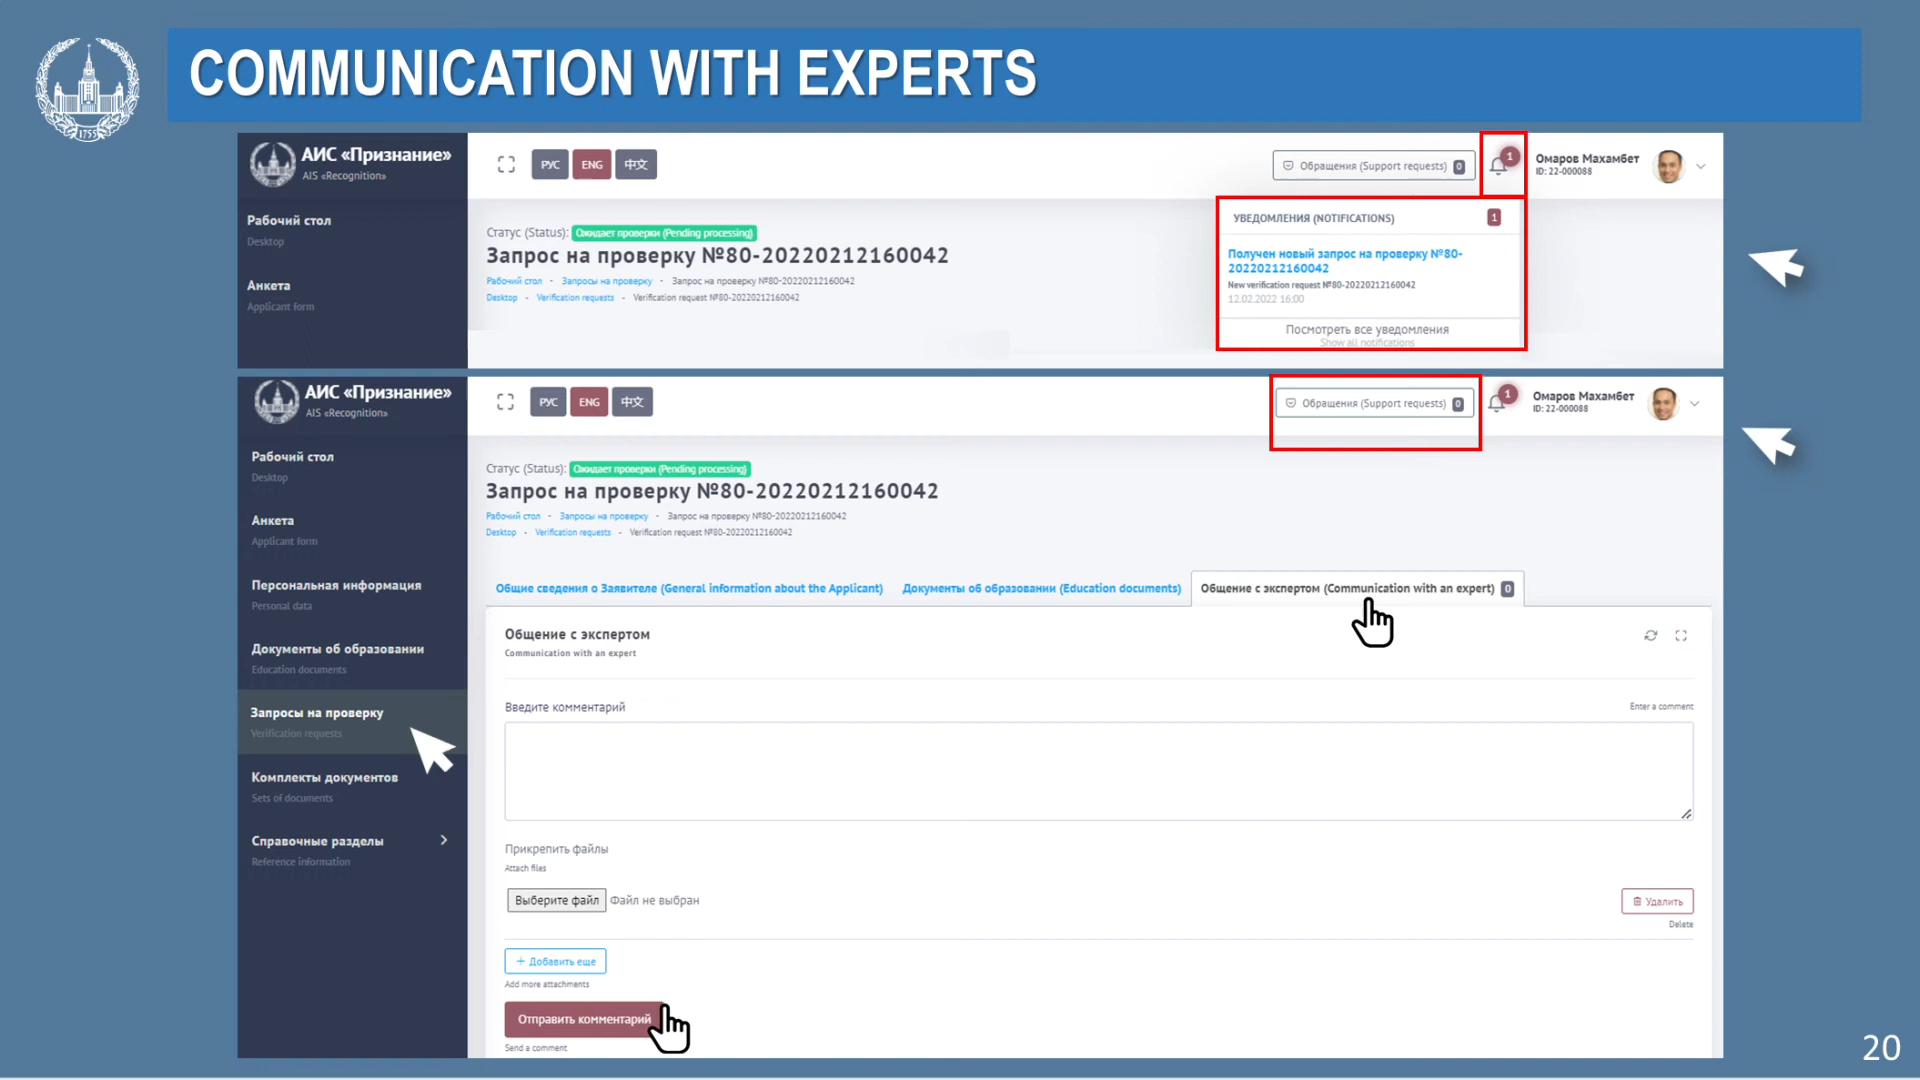 COMMUNICATION WITH EXPERTS
1755
АИС «Признание»
AIS «Recognition»
РУС
ENG
中文
Обращения (Support requests) 0
1
Омаров Махамбет
ID: 22-000088
Рабочий стол
Desktop
Анкета
Applicant form
Статус (Status): Ожидает проверки (Pending processing)
Запрос на проверку №80-20220212160042
Рабочий стол - Запросы на проверку - Запрос на проверку №80-20220212160042
Desktop - Verification requests - Verification request №80-20220212160042
УВЕДОМЛЕНИЯ (NOTIFICATIONS) 1
Получен новый запрос на проверку №80-
20220212160042
New verification request №80-20220212160042
12.02.2022 16:00
Посмотреть все уведомления
Show all notifications
АИС «Признание»
AIS «Recognition»
РУС
ENG
中文
Обращения (Support requests) 0
1
Омаров Махамбет
ID: 22-000088
Рабочий стол
Desktop
Анкета
Applicant form
Персональная информация
Personal data
Документы об образовании
Education documents
Запросы на проверку
Verification requests
Комплекты документов
Sets of documents
Справочные разделы
Reference information
Статус (Status): Ожидает проверки (Pending processing)
Запрос на проверку №80-20220212160042
Рабочий стол - Запросы на проверку - Запрос на проверку №80-20220212160042
Desktop - Verification requests - Verification request №80-20220212160042
Общие сведения о Заявителе (General information about the Applicant)
Документы об образовании (Education documents)
Общение с экспертом (Communication with an expert) 0
Общение с экспертом
Communication with an expert
Введите комментарий
Enter a comment
Прикрепить файлы
Attach files
Выберите файл Файл не выбран
Удалить
Delete
+ Добавить еще
Add more attachments
Отправить комментарий
Send a comment
20